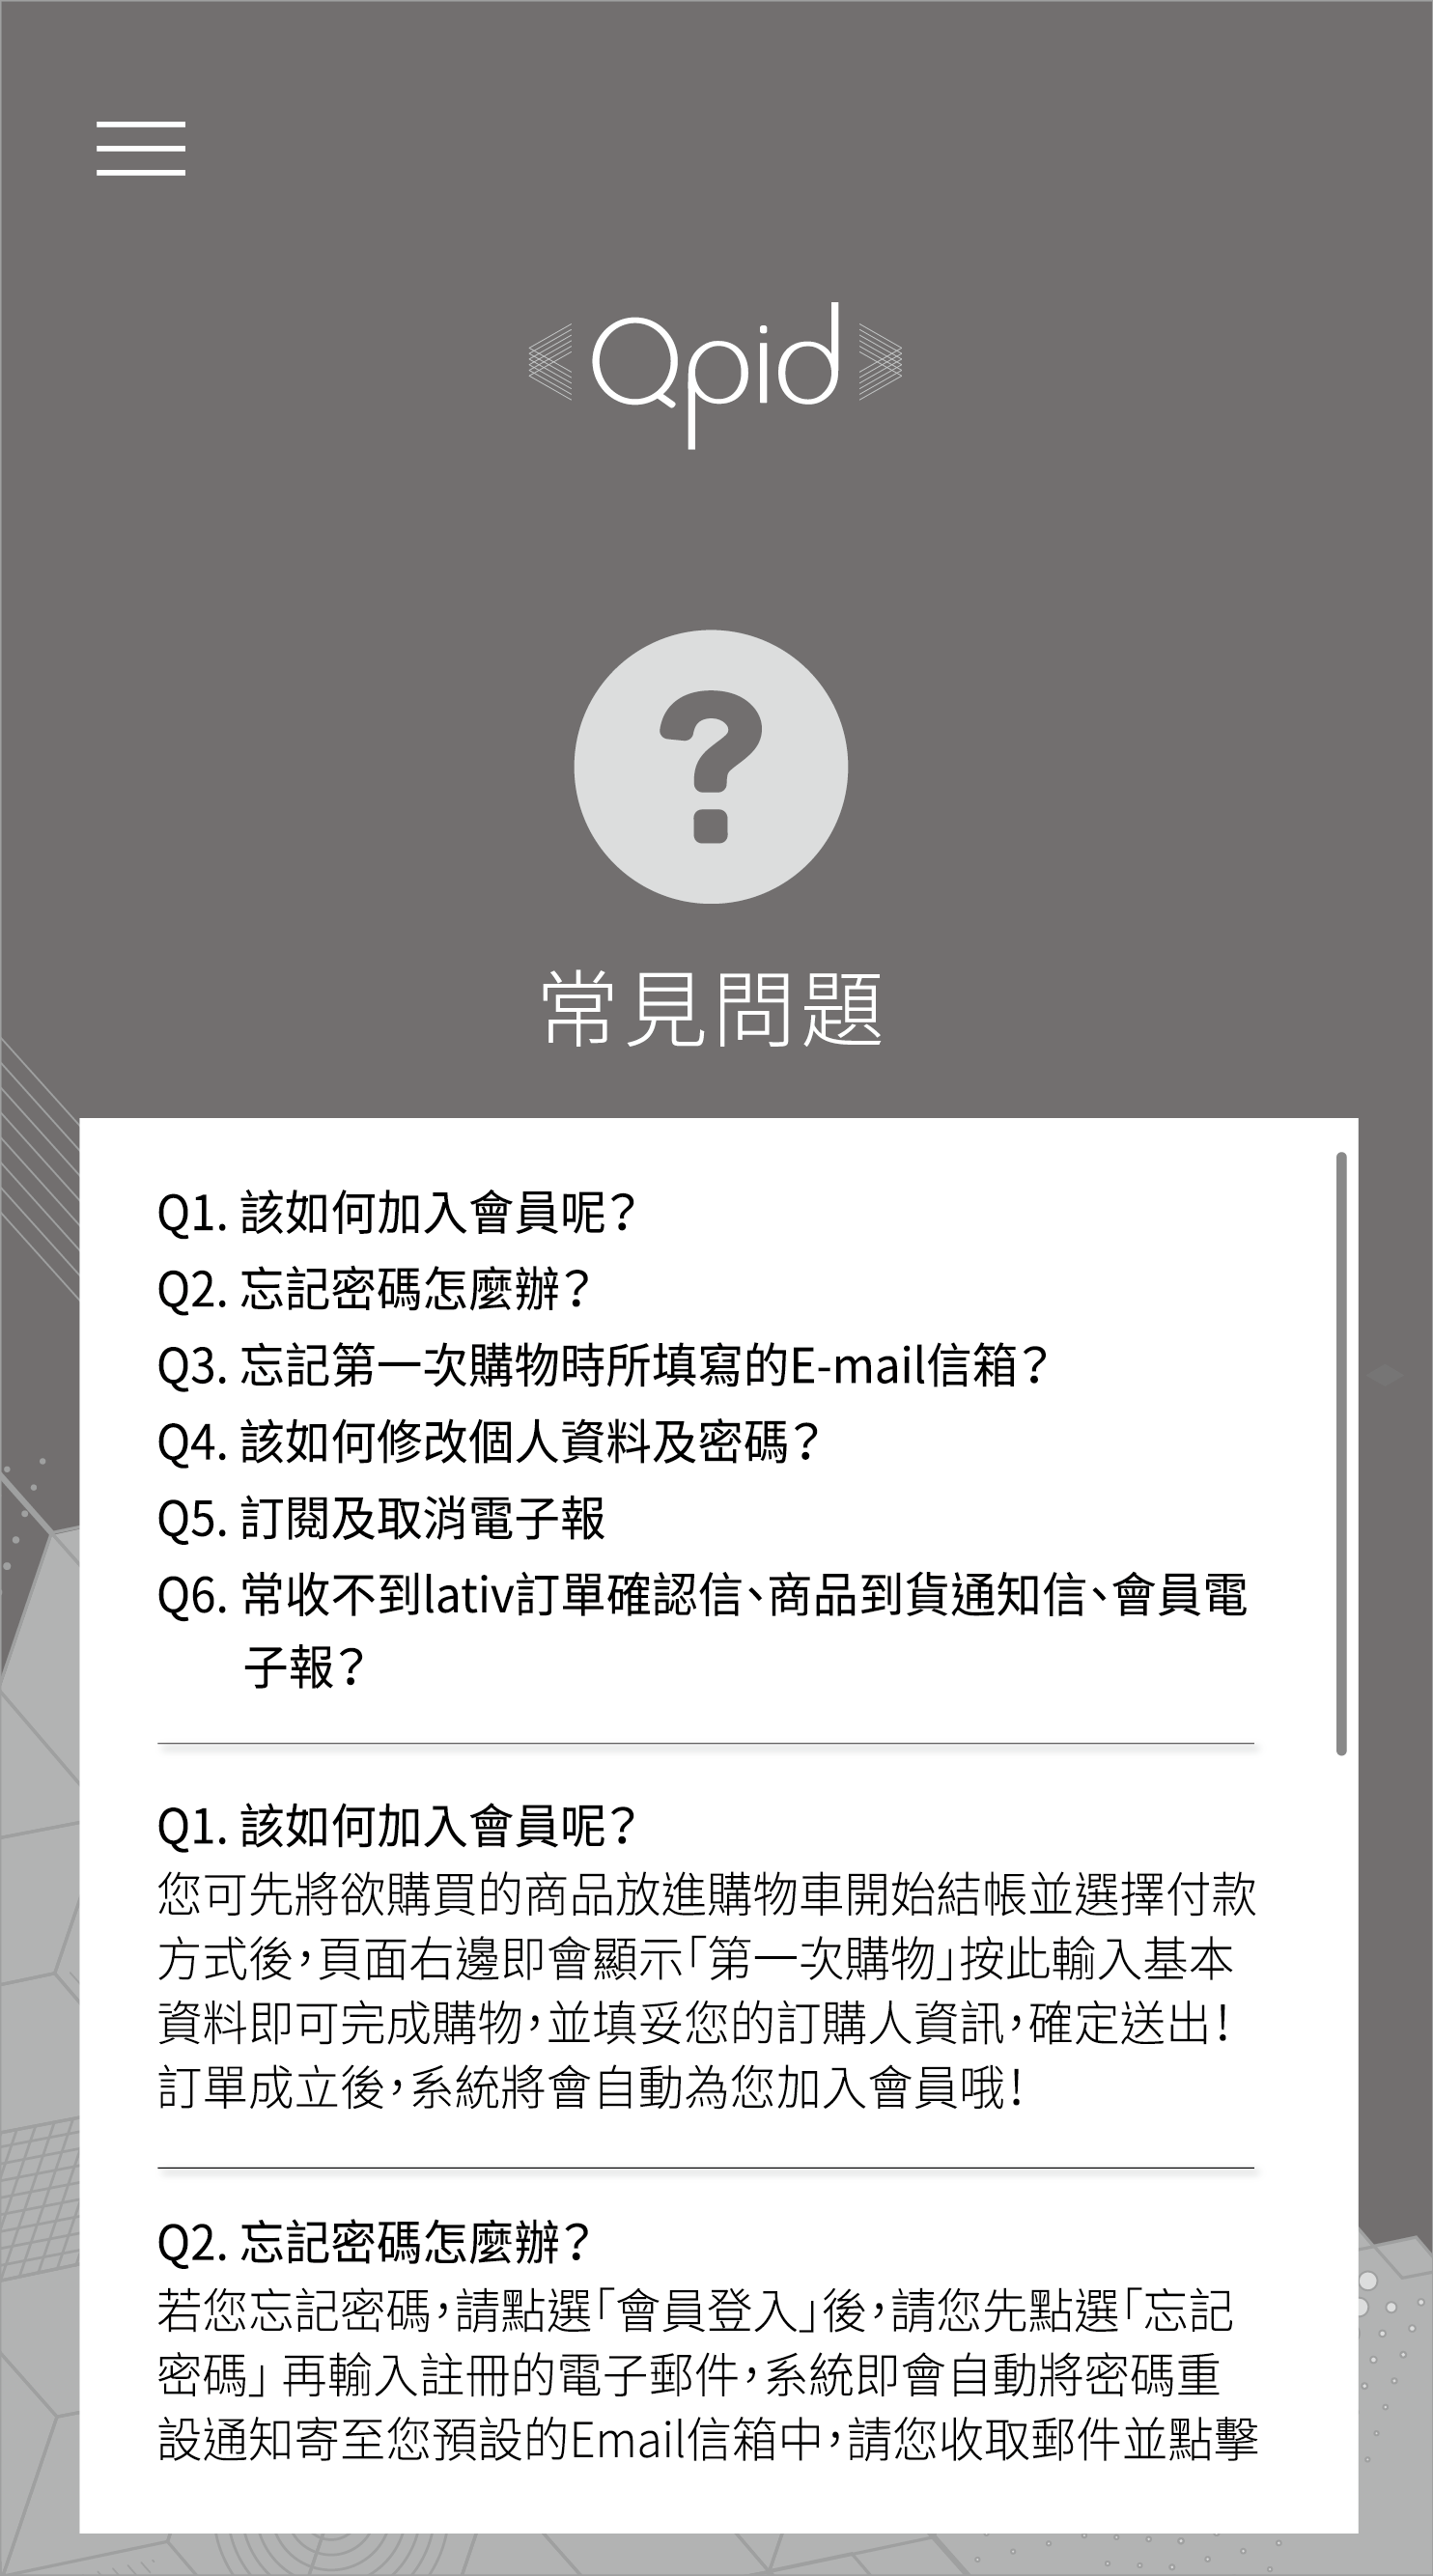 Qpid
常見問題
Q1. 該如何加入會員呢？
Q2. 忘記密碼怎麼辦？
Q3. 忘記第一次購物時所填寫的E-mail信箱？
Q4. 該如何修改個人資料及密碼？
Q5. 訂閱及取消電子報
Q6. 常收不到lativ訂單確認信、商品到貨通知信、會員電
子報？
Q1. 該如何加入會員呢？
您可先將欲購買的商品放進購物車開始結帳並選擇付款
方式後，頁面右邊即會顯示「第一次購物」按此輸入基本
資料即可完成購物，並填妥您的訂購人資訊，確定送出！
訂單成立後，系統將會自動為您加入會員哦！
Q2. 忘記密碼怎麼辦？
若您忘記密碼，請點選「會員登入」後，請您先點選「忘記
密碼」 再輸入註冊的電子郵件，系統即會自動將密碼重
設通知寄至您預設的Email信箱中，請您收取郵件並點擊